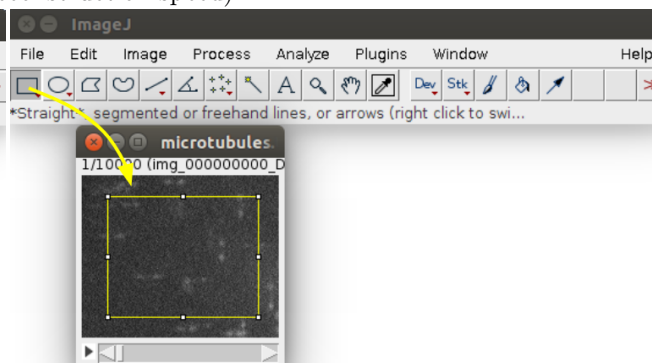 ImageJ
File Edit Image Process Analyze Plugins Window Help
A Dev Stk
*Straight*, segmented or freehand lines, or arrows (right click to swi...
microtubules.
1/10000 (img_000000000_D